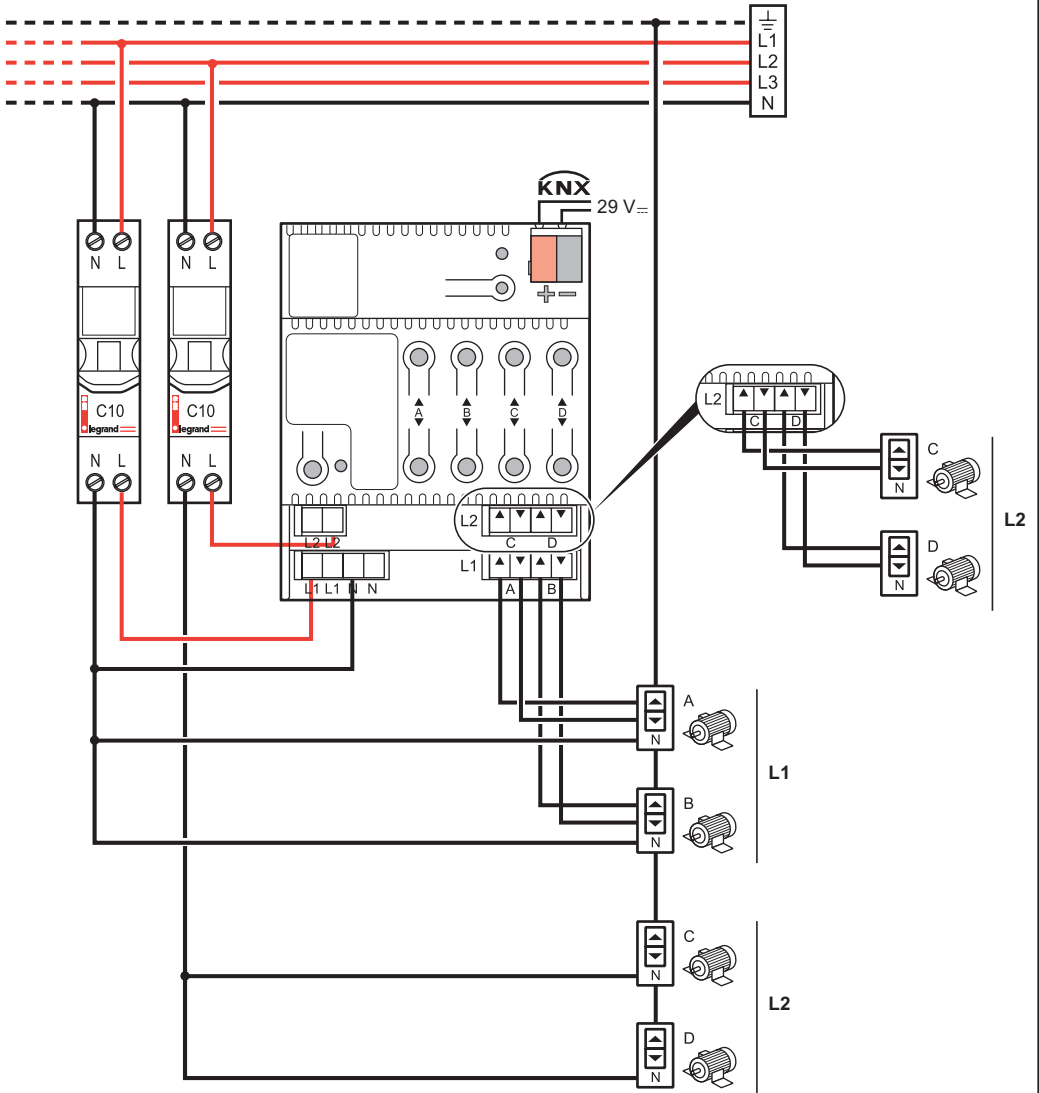 L1
L2
L3
N
KNX
29 V
N L
N L
C10
legrand
C10
legrand
N L
N L
+ −
A B C D
L2
C D
C
N
D
N
L2
L2 L2
L2
C D
L1 L1 N N
L1
A B
A
N
B
N
L1
C
N
D
N
L2